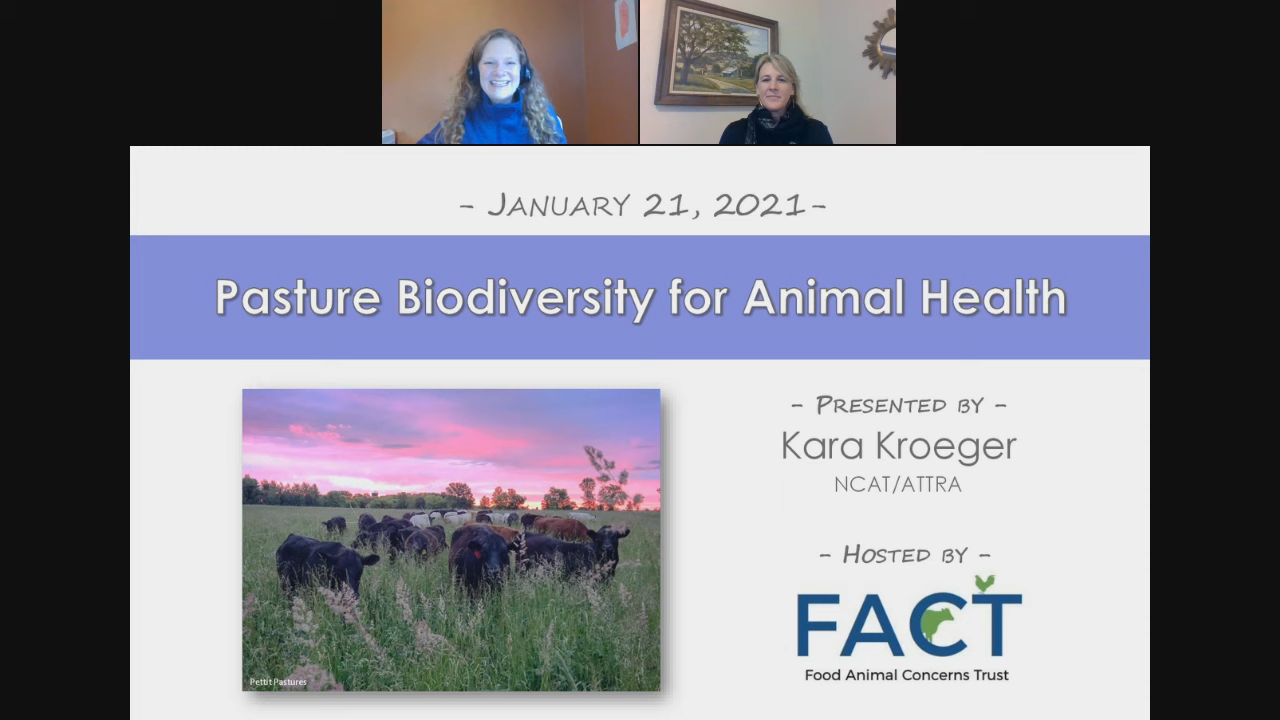 - JANUARY 21, 2021-
Pasture Biodiversity for Animal Health
- PRESENTED BY -
Kara Kroeger
NCAT/ATTRA
- HOSTED BY -
FACT
Food Animal Concerns Trust
Pettit Pastures